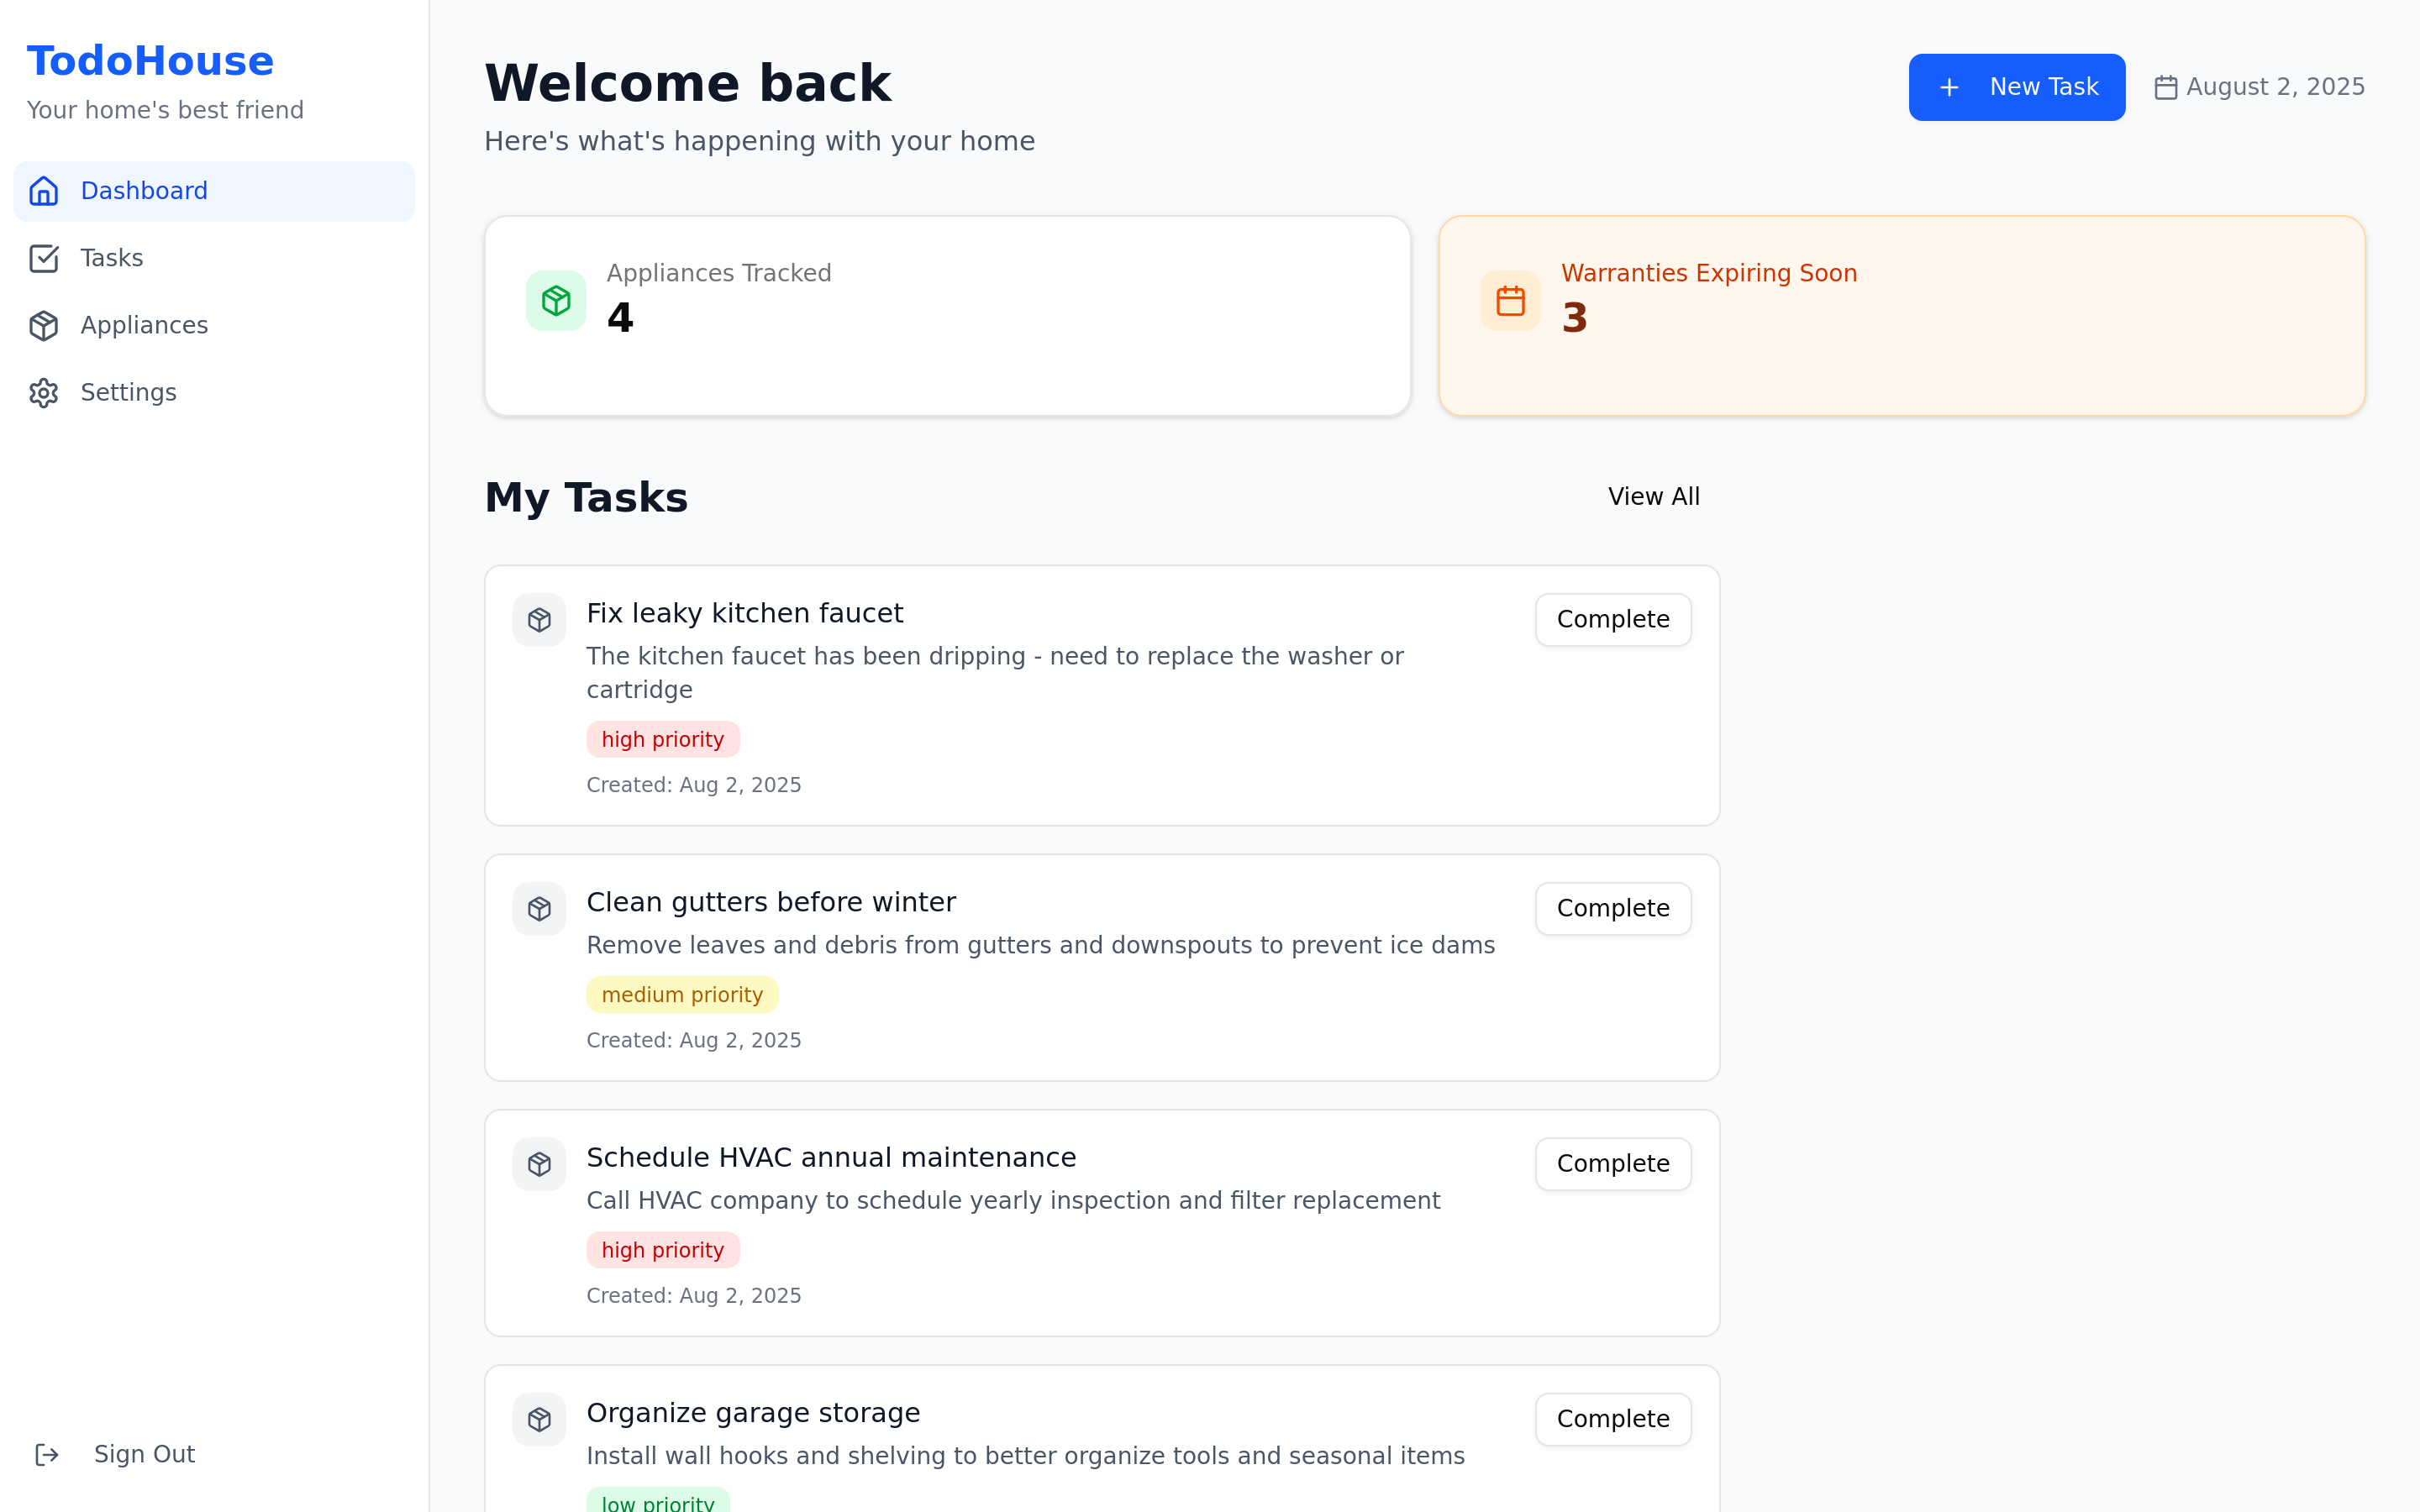 TodoHouse
Your home's best friend
Dashboard
Tasks
Appliances
Settings
Sign Out
Welcome back
Here's what's happening with your home
New Task
August 2, 2025
Appliances Tracked
4
Warranties Expiring Soon
3
My Tasks
View All
Fix leaky kitchen faucet
Complete
The kitchen faucet has been dripping - need to replace the washer or
cartridge
high priority
Created: Aug 2, 2025
Clean gutters before winter
Complete
Remove leaves and debris from gutters and downspouts to prevent ice dams
medium priority
Created: Aug 2, 2025
Schedule HVAC annual maintenance
Complete
Call HVAC company to schedule yearly inspection and filter replacement
high priority
Created: Aug 2, 2025
Organize garage storage
Complete
Install wall hooks and shelving to better organize tools and seasonal items
low priority